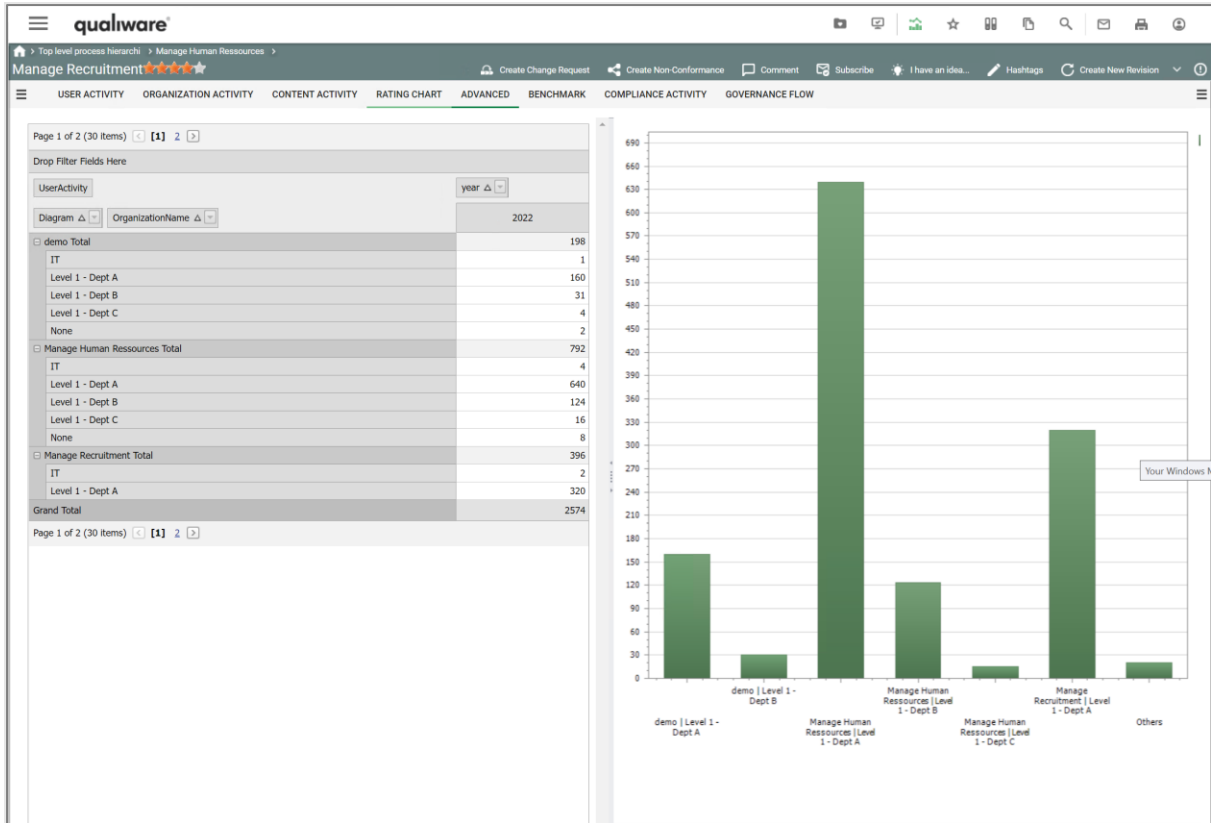 qualiware
> Top level process hierarchi > Manage Human Ressources >
Manage Recruitment
Create Change Request Create Non-Conformance Comment Subscribe I have an idea... Hashtags Create New Revision
USER ACTIVITY ORGANIZATION ACTIVITY CONTENT ACTIVITY RATING CHART ADVANCED BENCHMARK COMPLIANCE ACTIVITY GOVERNANCE FLOW
Page 1 of 2 (30 items) < [1] 2 >
Drop Filter Fields Here
UserActivity year
Diagram OrganizationName 2022
demo Total 198
IT 1
Level 1 - Dept A 160
Level 1 - Dept B 31
Level 1 - Dept C 4
None 2
Manage Human Ressources Total 792
IT 4
Level 1 - Dept A 640
Level 1 - Dept B 124
Level 1 - Dept C 16
None 8
Manage Recruitment Total 396
IT 2
Level 1 - Dept A 320
Grand Total 2574
Page 1 of 2 (30 items) < [1] 2 >
690
660
630
600
570
540
510
480
450
420
390
360
330
300
270
240
210
180
150
120
90
60
30
0
Your Windows M
demo | Level 1 -
Dept A
demo | Level 1 -
Dept B
Manage Human
Ressources | Level
1 - Dept A
Manage Human
Ressources | Level
1 - Dept B
Manage Human
Ressources | Level
1 - Dept C
Manage
Recruitment | Level
1 - Dept A
Others